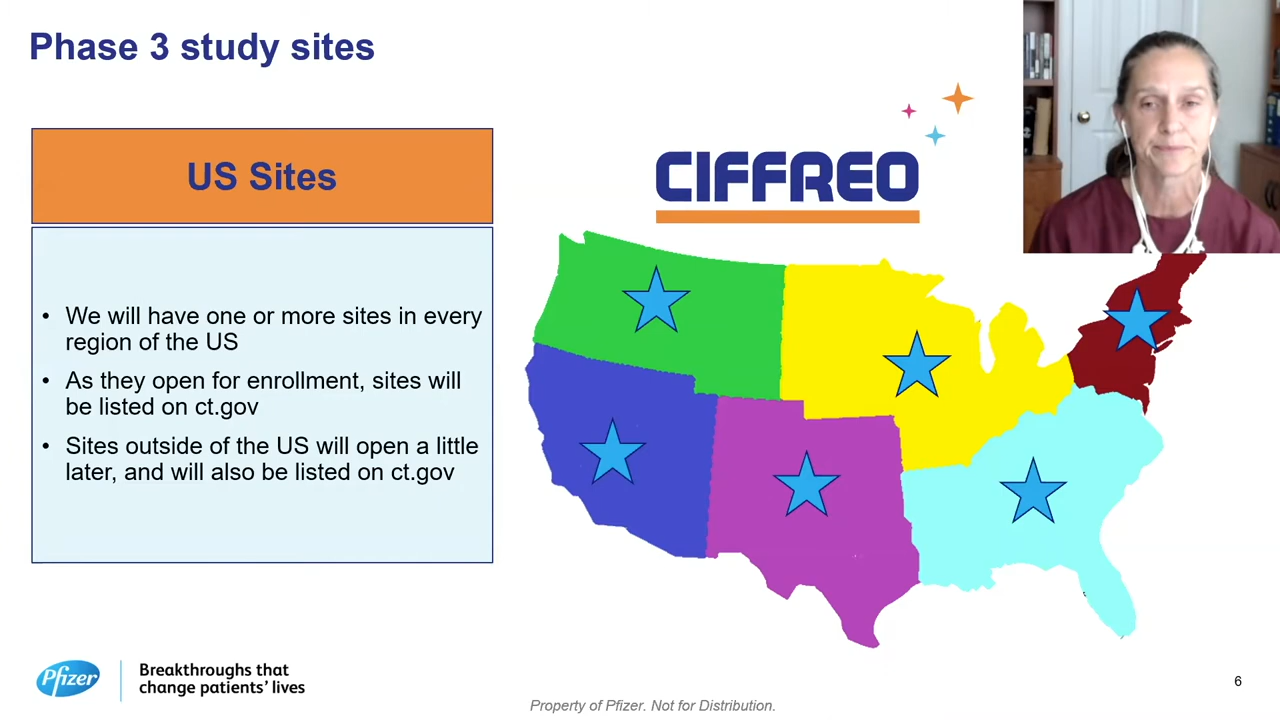 Phase 3 study sites
US Sites
• We will have one or more sites in every
region of the US
• As they open for enrollment, sites will
be listed on ct.gov
• Sites outside of the US will open a little
later, and will also be listed on ct.gov
CIFFREO
Pfizer
Breakthroughs that
change patients' lives
Property of Pfizer. Not for Distribution.
6